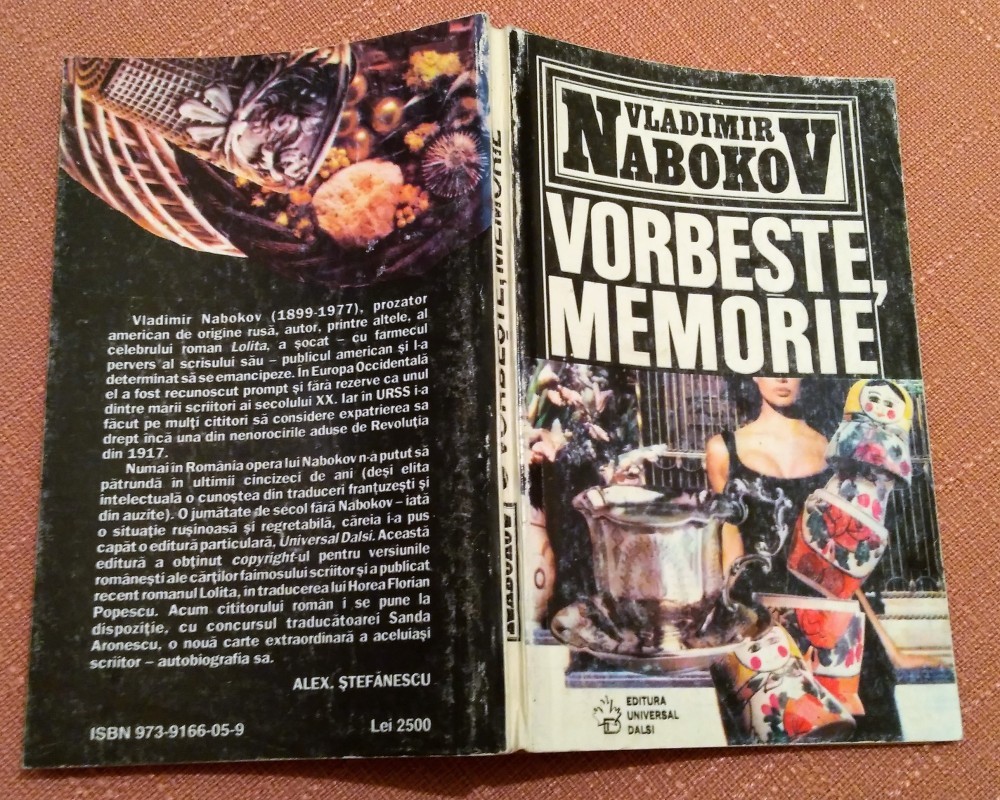 Vladimir Nabokov (1899-1977), prozator
american de origine rusă, autor, printre altele, al
celebrului roman Lolita, a șocat – cu farmecul
pervers al scrisului său – publicul american și l-a
determinat să se emancipeze. În Europa Occidentală
el a fost recunoscut prompt și fără rezerve ca unul
dintre marii scriitori ai secolului XX. Iar în URSS i-a
făcut pe mulți cititori să considere expatrierea sa
drept încă una din nenorocirile aduse de Revoluția
din 1917.
Numai în România opera lui Nabokov n-a putut să
pătrundă în ultimii cincizeci de ani (deși elita
intelectuală o cunoștea din traduceri franțuzești și
din auzite). O jumătate de secol fără Nabokov – iată
o situație rușinoasă și regretabilă, căreia i-a pus
capăt o editură particulară, Universal Dalsi. Această
editură a obținut copyright-ul pentru versiunile
românești ale cărților faimosului scriitor și a publicat
recent romanul Lolita, în traducerea lui Horea Florian
Popescu. Acum cititorului român i se pune la
dispoziție, cu concursul traducătoarei Sanda
Aronescu, o nouă carte extraordinară a aceluiași
scriitor – autobiografia sa.
ALEX. ȘTEFĂNESCU
ISBN 973-9166-05-9 Lei 2500
NABOKOV VORBEȘTE, MEMORIE
VLADIMIR
NABOKOV
VORBEȘTE,
MEMORIE
EDITURA
UNIVERSAL
DALSI